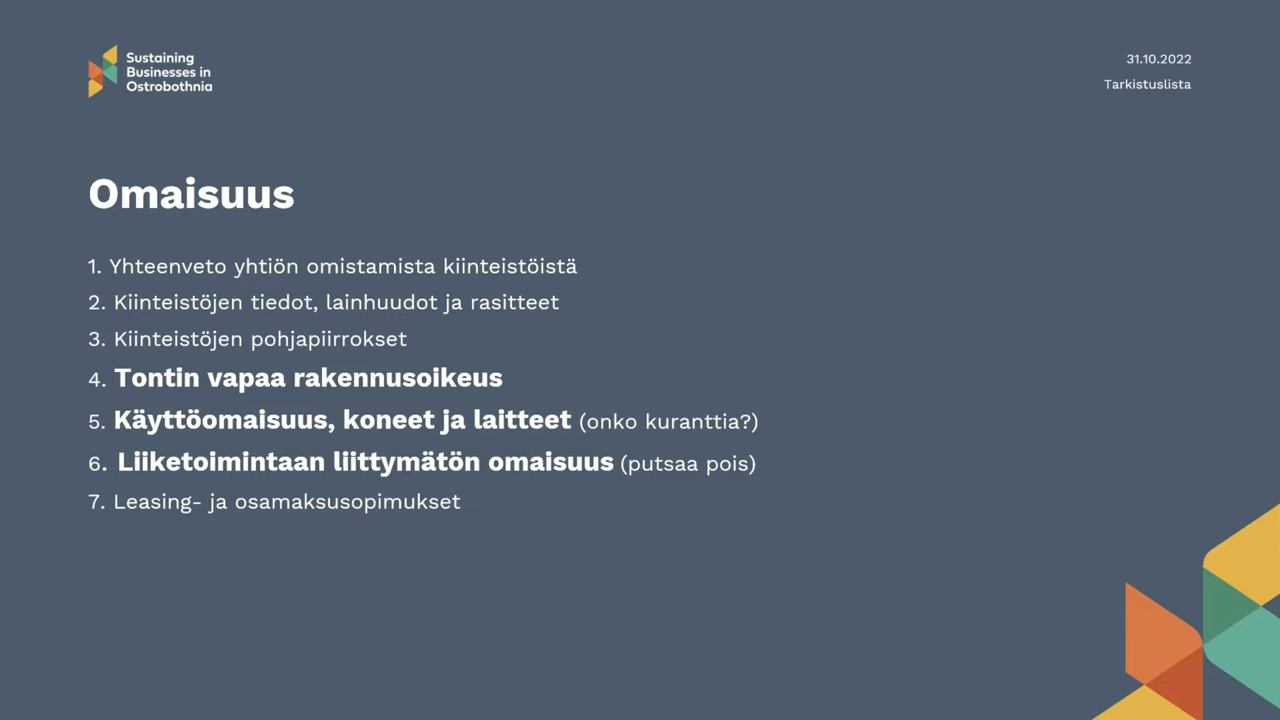 Sustaining
Businesses in
Ostrobothnia
31.10.2022
Tarkistuslista
Omaisuus
1. Yhteenveto yhtiön omistamista kiinteistöistä
2. Kiinteistöjen tiedot, lainhuudot ja rasitteet
3. Kiinteistöjen pohjapiirrokset
4. Tontin vapaa rakennusoikeus
5. Käyttöomaisuus, koneet ja laitteet (onko kuranttia?)
6. Liiketoimintaan liittymätön omaisuus (putsaa pois)
7. Leasing- ja osamaksusopimukset